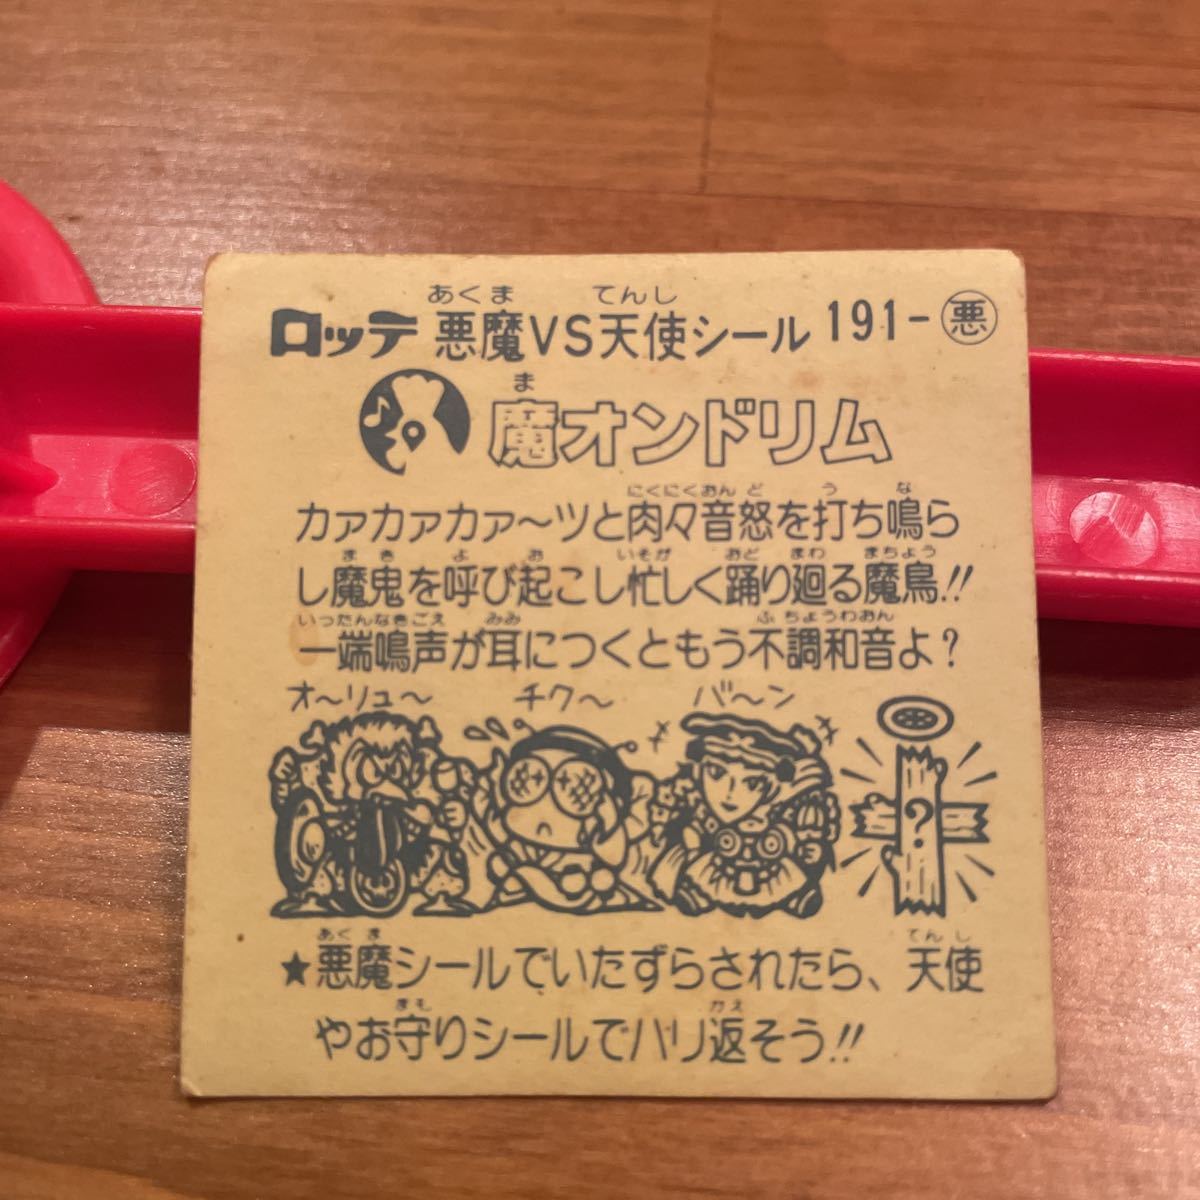 あくま てんし
ロッテ 悪魔VS天使シール 191-悪
ま
魔オンドリム
にくにくおん ど う な
カァカァカァ～ツと肉々音怒を打ち鳴ら
まき よ お いそが おど まわ まちょう
し魔鬼を呼び起こし忙しく踊り廻る魔鳥!!
いったんなきごえ みみ ふちょうわおん
一端鳴声が耳につくともう不調和音よ？
オ～リュ～ チク～ バ～ン
?
あくま てんし
★悪魔シールでいたずらされたら、天使
まも かえ
やお守りシールでハリ返そう!!